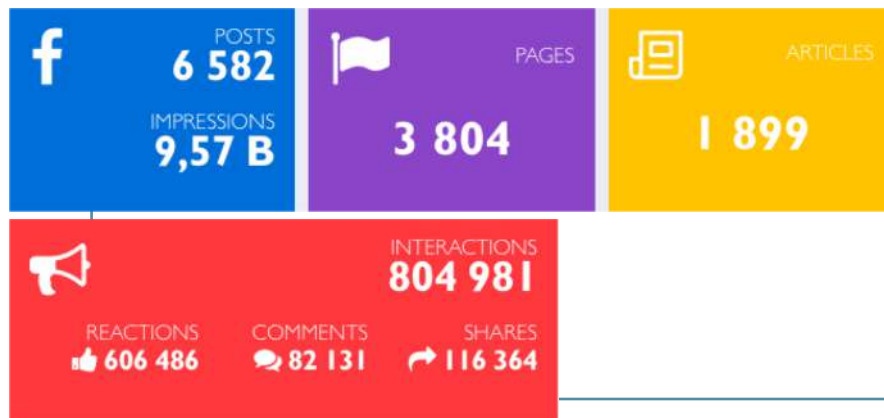 POSTS
6 582
IMPRESSIONS
9,57 B
PAGES
3 804
ARTICLES
1 899
INTERACTIONS
804 981
REACTIONS
606 486
COMMENTS
82 131
SHARES
116 364